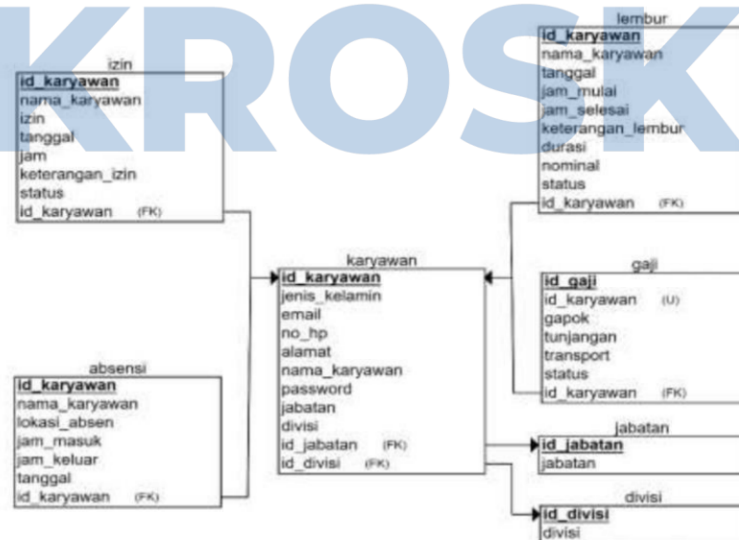 KROSK
izin
id_karyawan
nama_karyawan
izin
tanggal
jam
keterangan_izin
status
id_karyawan (FK)
absensi
id_karyawan
nama_karyawan
lokasi_absen
jam_masuk
jam_keluar
tanggal
id_karyawan (FK)
karyawan
id_karyawan
jenis_kelamin
email
no_hp
alamat
nama_karyawan
password
jabatan
divisi
id_jabatan (FK)
id_divisi (FK)
lembur
id_karyawan
nama_karyawan
tanggal
jam_mulai
jam_selesai
keterangan_lembur
durasi
nominal
status
id_karyawan (FK)
gaji
id_gaji
id_karyawan (U)
gapok
tunjangan
transport
status
id_karyawan (FK)
jabatan
id_jabatan
jabatan
divisi
id_divisi
divisi